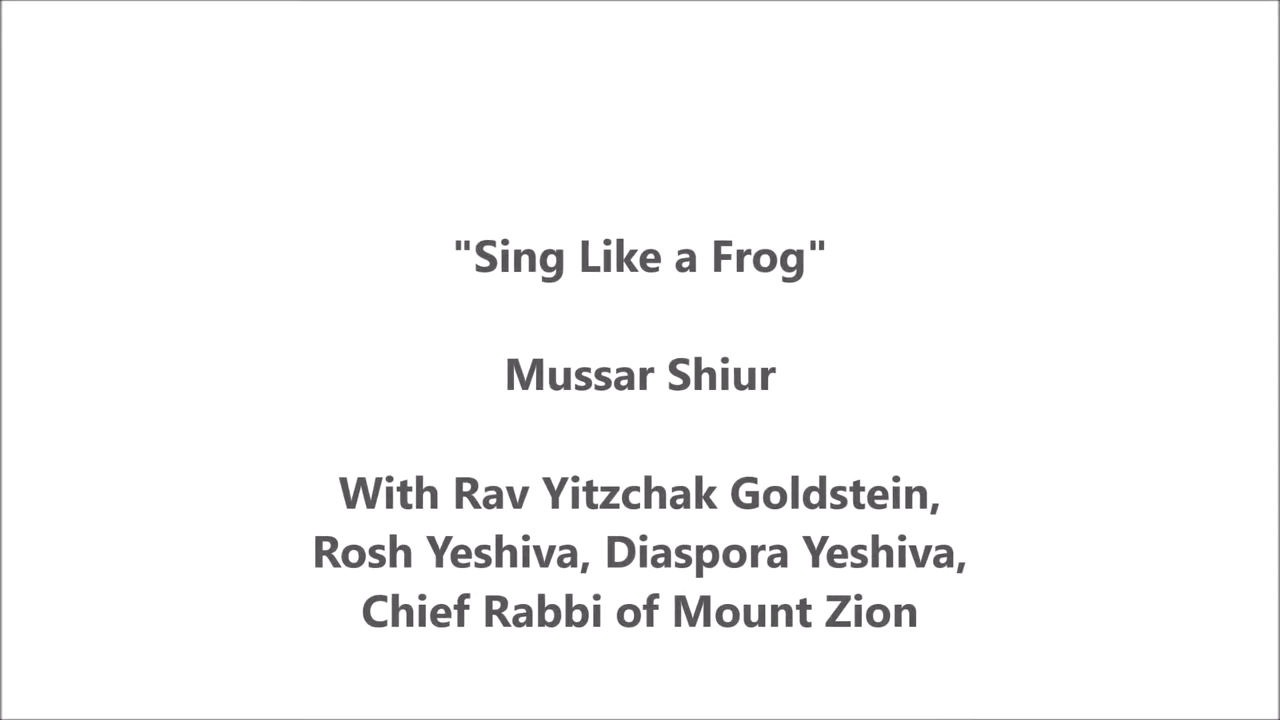 "Sing Like a Frog"
Mussar Shiur
With Rav Yitzchak Goldstein,
Rosh Yeshiva, Diaspora Yeshiva,
Chief Rabbi of Mount Zion